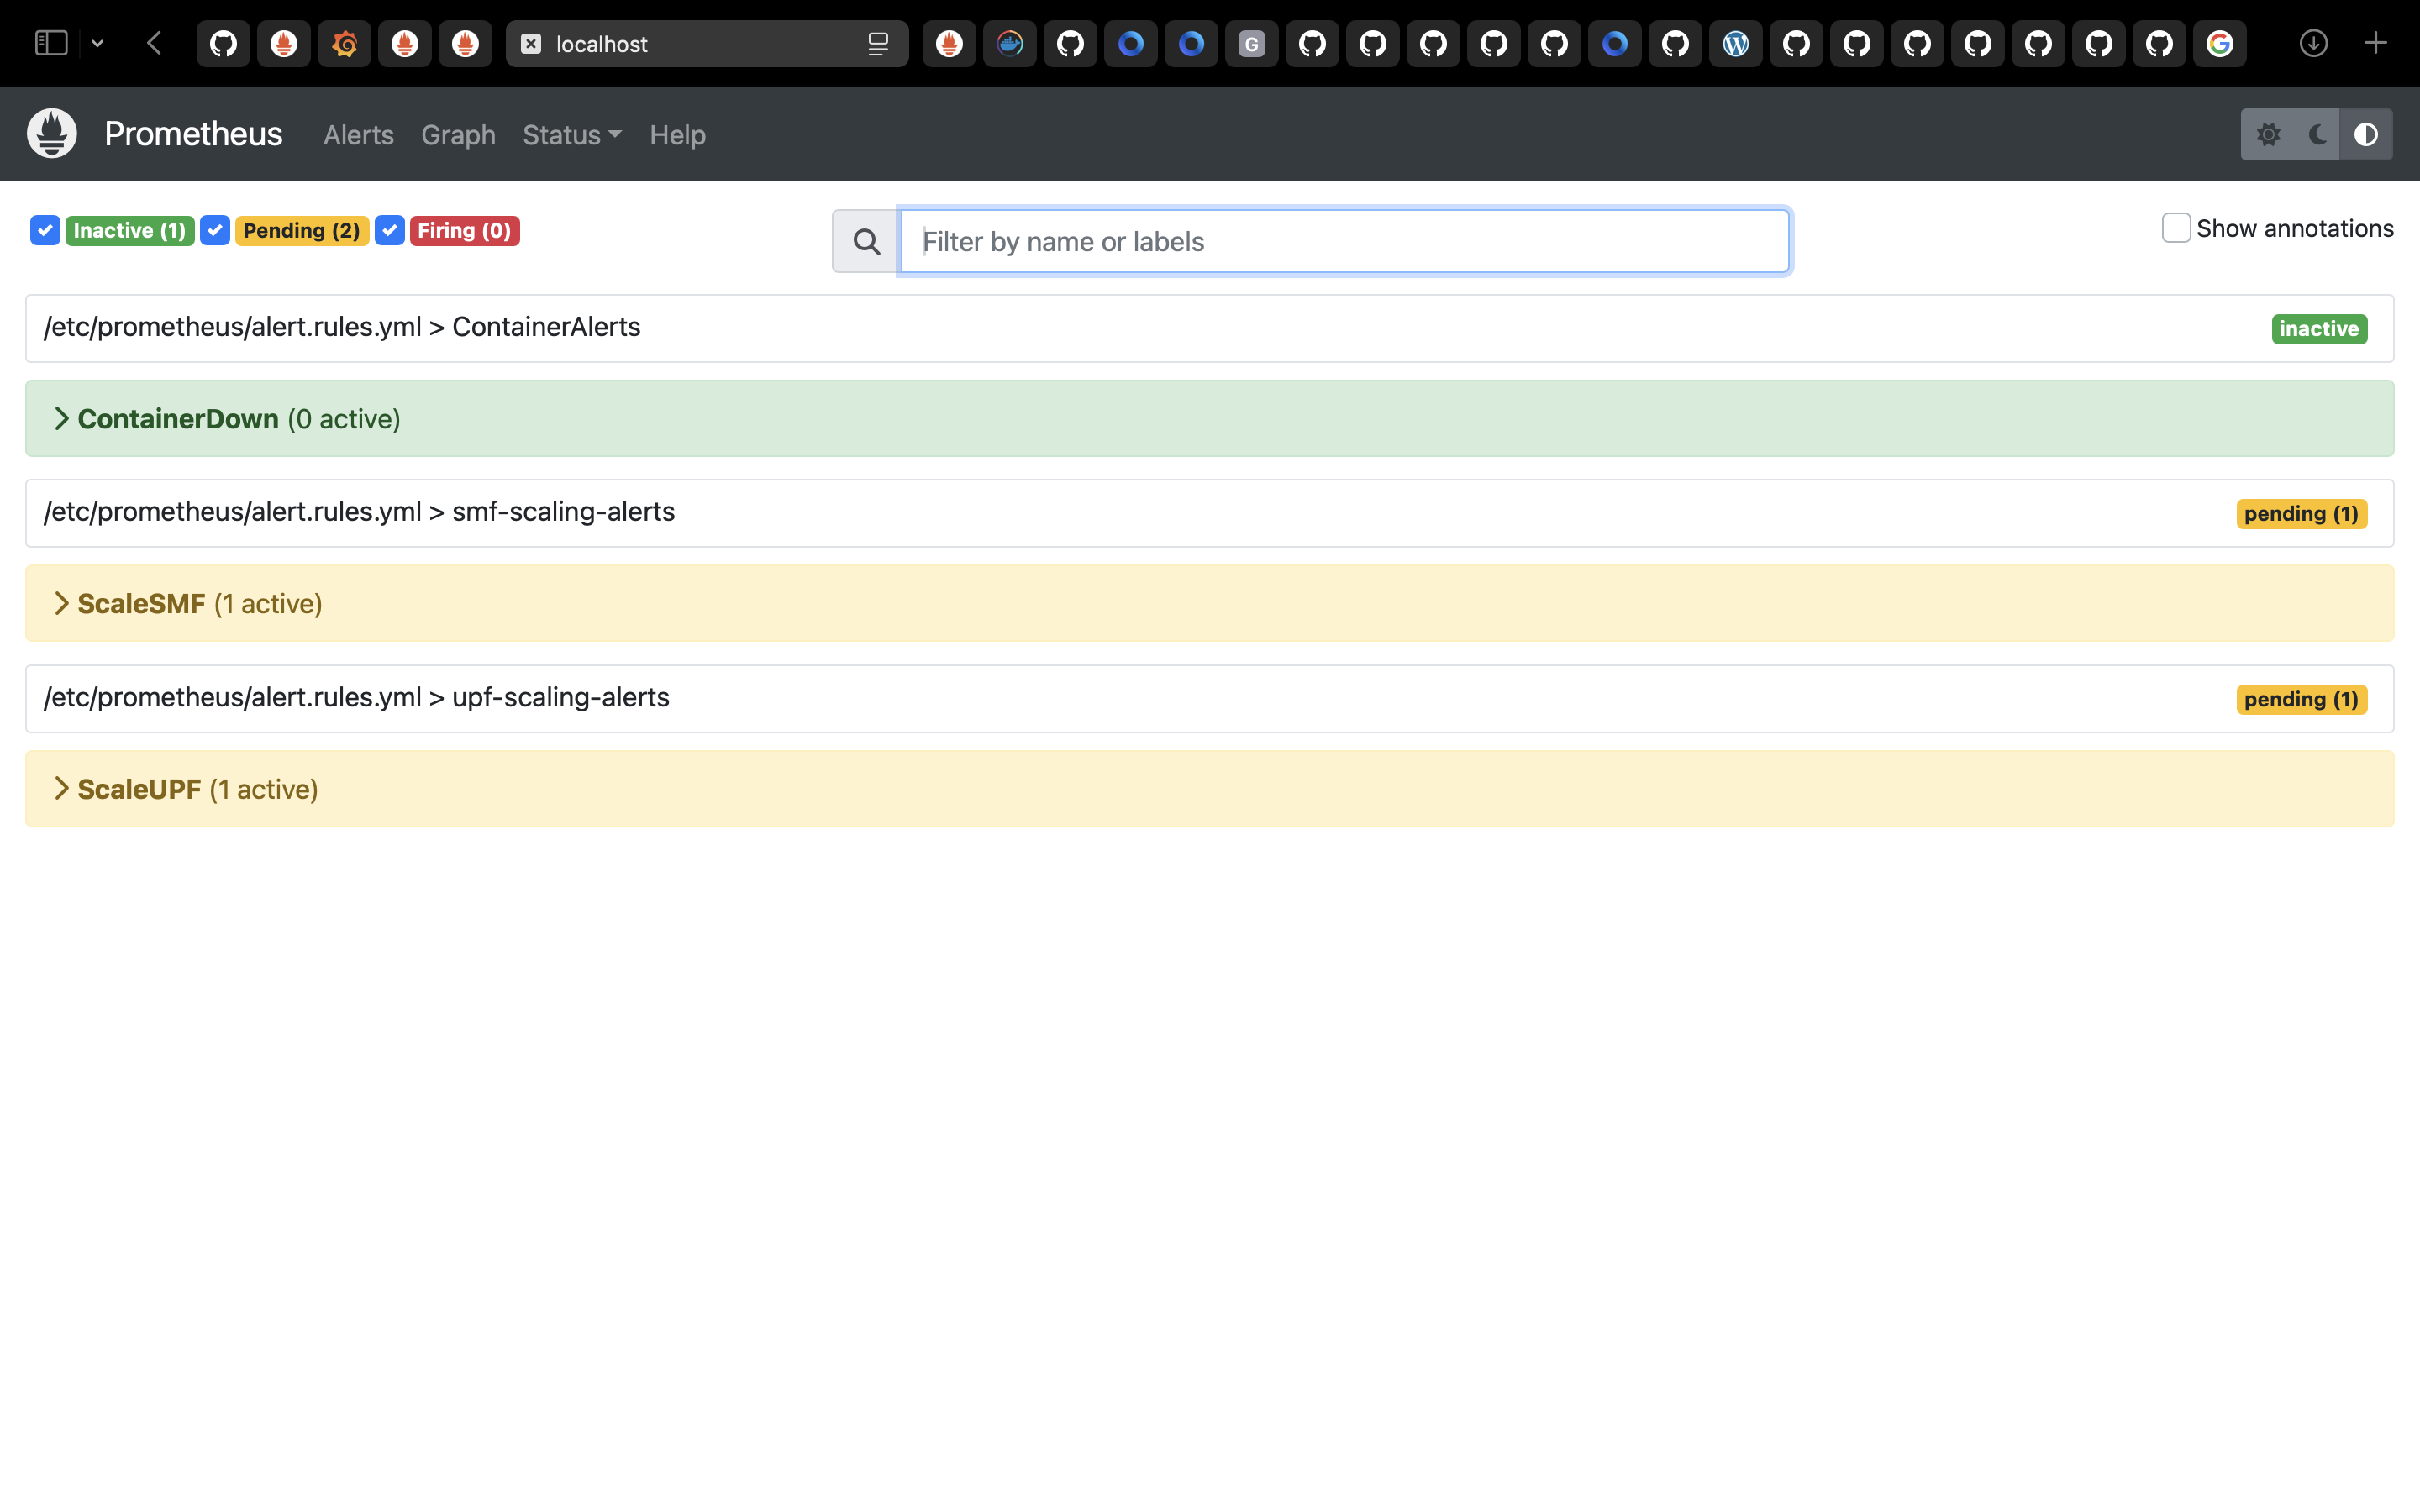 localhost
G
Prometheus Alerts Graph Status Help
Inactive (1) Pending (2) Firing (0) Filter by name or labels Show annotations
/etc/prometheus/alert.rules.yml > ContainerAlerts inactive
ContainerDown (0 active)
/etc/prometheus/alert.rules.yml > smf-scaling-alerts pending (1)
ScaleSMF (1 active)
/etc/prometheus/alert.rules.yml > upf-scaling-alerts pending (1)
ScaleUPF (1 active)